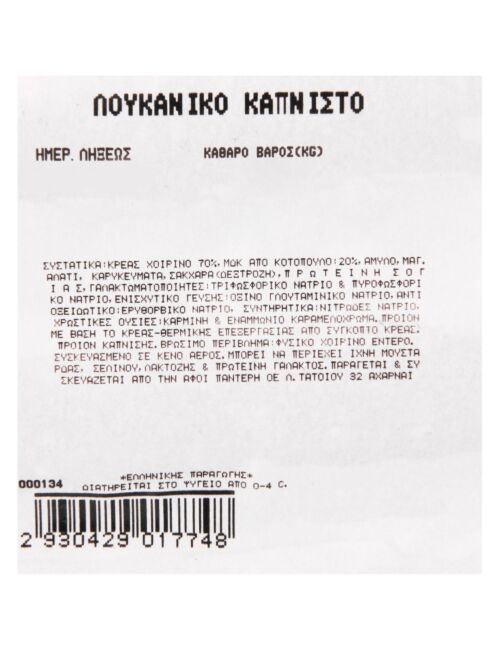 ΛΟΥΚΑΝΙΚΟ ΚΑΠΝΙΣΤΟ
ΗΜΕΡ. ΛΗΞΕΩΣ ΚΑΘΑΡΟ ΒΑΡΟΣ(KG)
ΣΥΣΤΑΤΙΚΑ:ΚΡΕΑΣ ΧΟΙΡΙΝΟ 70%, ΜΩΚ ΑΠΟ ΚΟΤΟΠΟΥΛΟ:20%, ΑΜΥΛΟ, ΜΑΓ.
ΑΛΑΤΙ, ΚΑΡΥΚΕΥΜΑΤΑ, ΣΑΚΧΑΡΑ(ΔΕΞΤΡΟΖΗ), Π Ρ Ω Τ Ε Ι Ν Η Σ Ο Γ
Ι Α Σ, ΓΑΛΑΚΤΩΜΑΤΟΠΟΙΗΤΕΣ:ΤΡΙΦΩΣΦΟΡΙΚΟ ΝΑΤΡΙΟ & ΠΥΡΟΦΩΣΦΟΡΙ
ΚΟ ΝΑΤΡΙΟ, ΕΝΙΣΧΥΤΙΚΟ ΓΕΥΣΗΣ:ΟΞΙΝΟ ΓΛΟΥΤΑΜΙΝΙΚΟ ΝΑΤΡΙΟ, ΑΝΤΙ
ΟΞΕΙΔΩΤΙΚΟ:ΕΡΥΘΟΡΒΙΚΟ ΝΑΤΡΙΟ, ΣΥΝΤΗΡΗΤΙΚΑ:ΝΙΤΡΩΔΕΣ ΝΑΤΡΙΟ,
ΧΡΩΣΤΙΚΕΣ ΟΥΣΙΕΣ:ΚΑΡΜΙΝΗ & ΕΝΑΜΜΟΝΙΟ ΚΑΡΑΜΕΛΟΧΡΩΜΑ. ΠΡΟΙΟΝ
ΜΕ ΒΑΣΗ ΤΟ ΚΡΕΑΣ-ΘΕΡΜΙΚΗΣ ΕΠΕΞΕΡΓΑΣΙΑΣ ΑΠΟ ΣΥΓΚΟΠΤΟ ΚΡΕΑΣ.
ΠΡΟΙΟΝ ΚΑΠΝΙΣΗΣ. ΒΡΩΣΙΜΟ ΠΕΡΙΒΛΗΜΑ:ΦΥΣΙΚΟ ΧΟΙΡΙΝΟ ΕΝΤΕΡΟ.
ΣΥΣΚΕΥΑΣΜΕΝΟ ΣΕ ΚΕΝΟ ΑΕΡΟΣ. ΜΠΟΡΕΙ ΝΑ ΠΕΡΙΕΧΕΙ ΙΧΝΗ ΜΟΥΣΤΑ
ΡΔΑΣ, ΣΕΛΙΝΟΥ, ΛΑΚΤΟΖΗΣ & ΠΡΩΤΕΙΝΗ ΓΑΛΑΚΤΟΣ. ΠΑΡΑΓΕΤΑΙ & ΣΥ
ΣΚΕΥΑΖΕΤΑΙ ΑΠΟ ΤΗΝ ΑΦΟΙ ΠΑΝΤΕΡΗ ΟΕ Λ. ΤΑΤΟΙΟΥ 32 ΑΧΑΡΝΑΙ
*ΕΛΛΗΝΙΚΗΣ ΠΑΡΑΓΩΓΗΣ*
000134 ΔΙΑΤΗΡΕΙΤΑΙ ΣΤΟ ΨΥΓΕΙΟ ΑΠΟ 0-4 C.
2 930429 017748